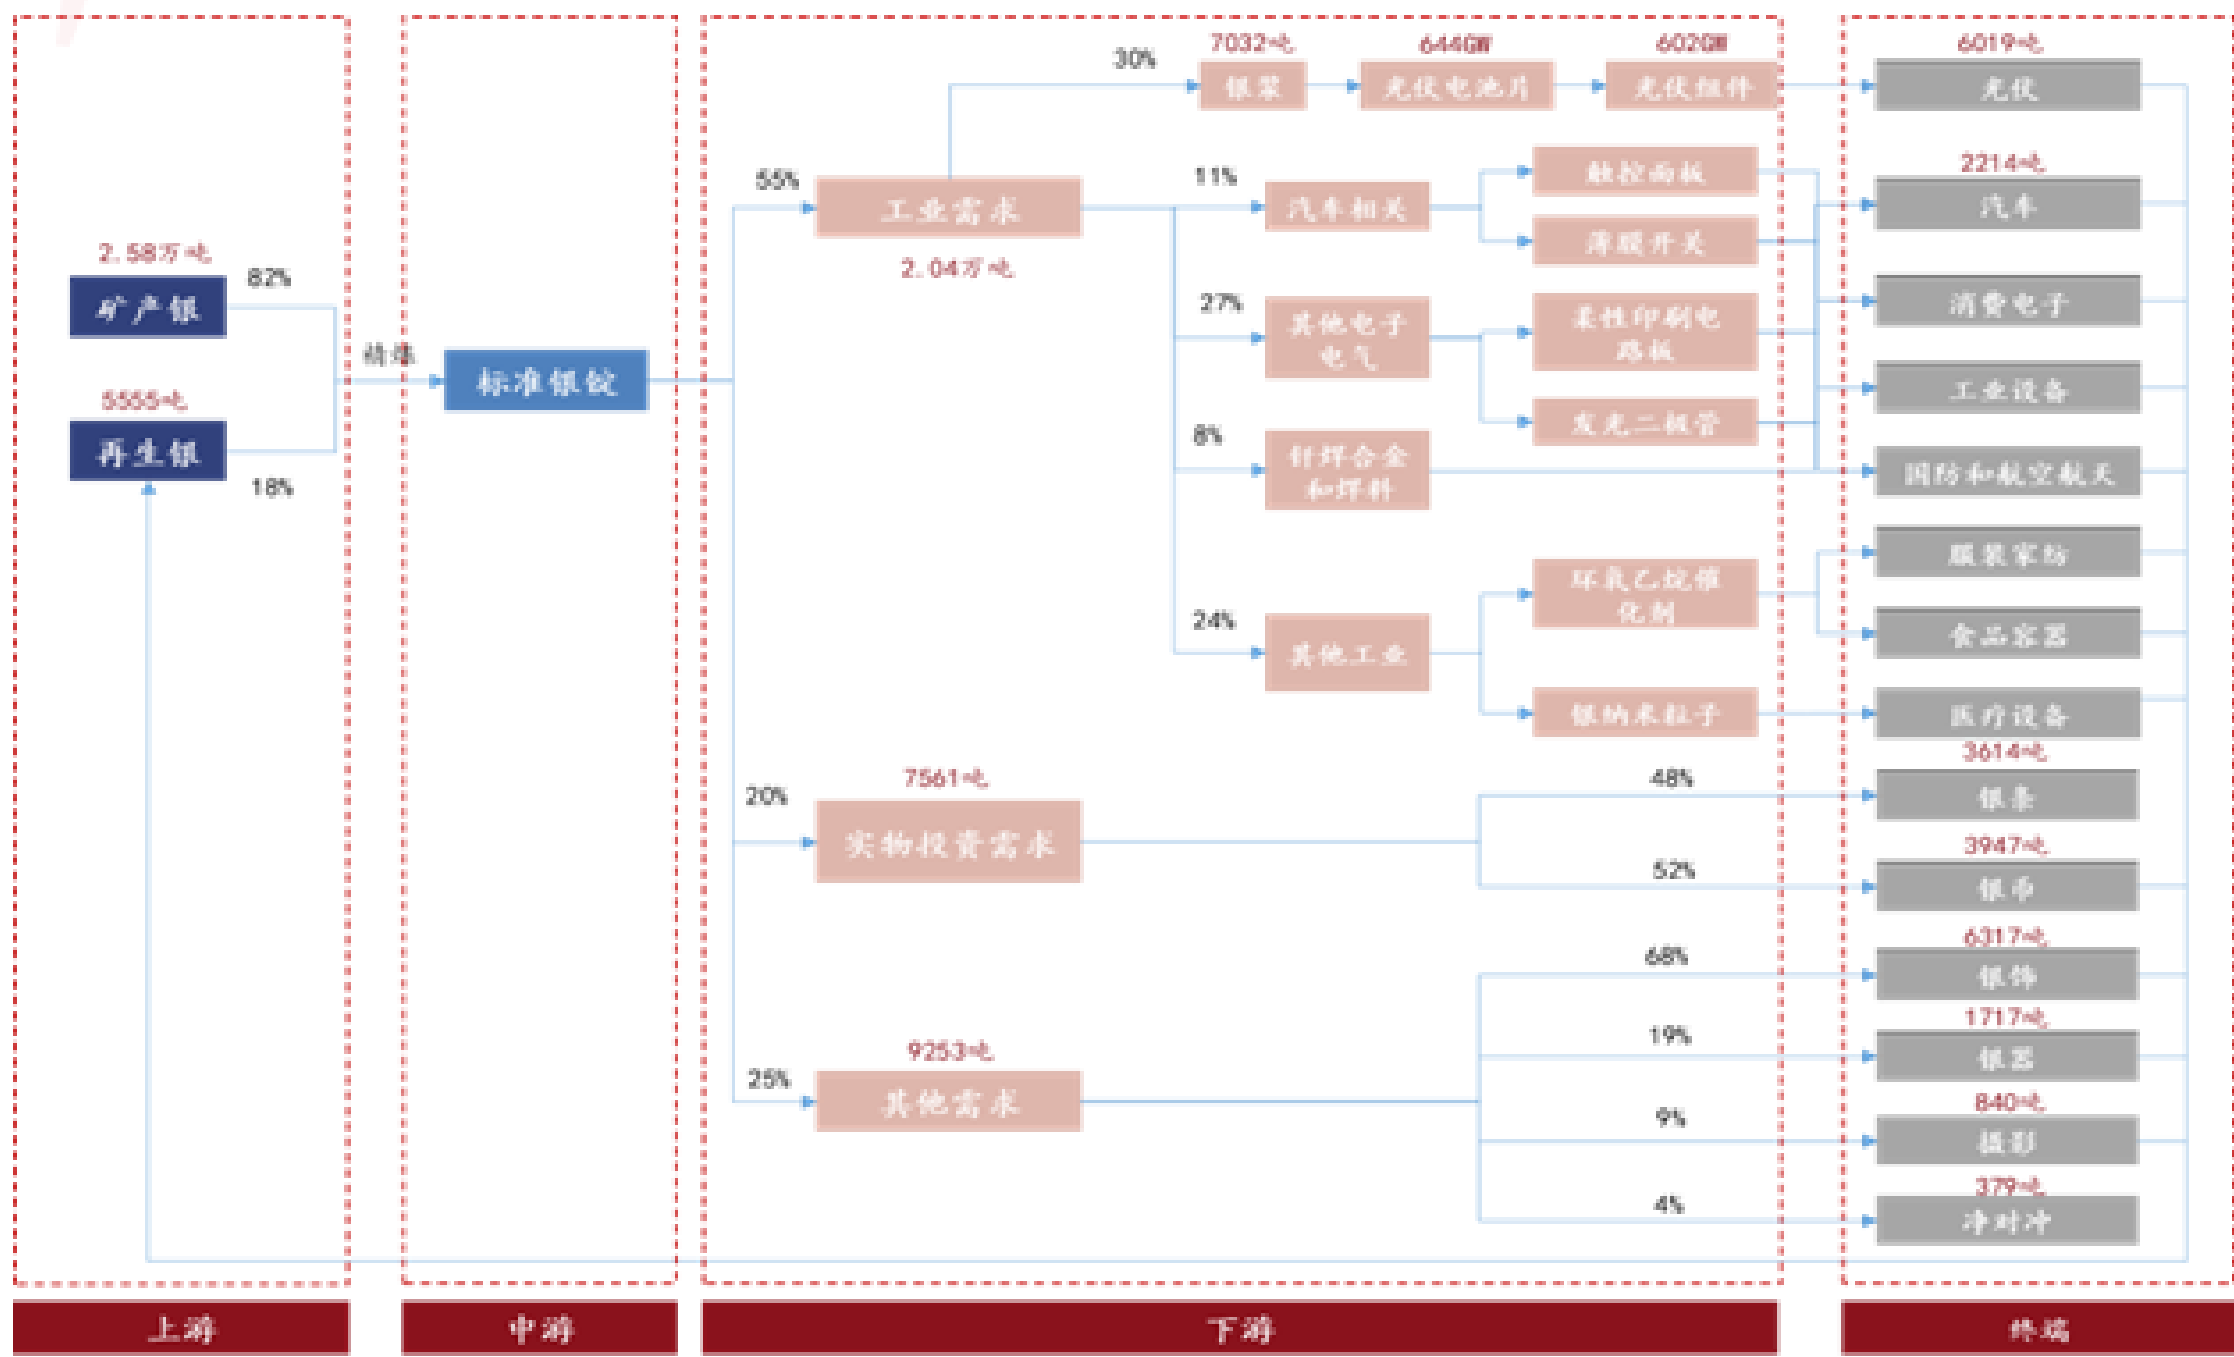 7032吨
644GW
602GW
6019吨
30%
银浆
光伏电池片
光伏组件
光伏
2214吨
55%
11%
触控面板
工业需求
汽车相关
汽车
薄膜开关
2.58万吨
2.04万吨
82%
矿产银
27%
其他电子
电气
柔性印刷电
路板
消费电子
精炼
标准银锭
工业设备
5555吨
8%
发光二极管
再生银
18%
钎焊合金
和焊料
国防和航空航天
服装家纺
环氧乙烷催
化剂
24%
其他工业
食品容器
银纳米粒子
医疗设备
3614吨
7561吨
48%
20%
银条
实物投资需求
3947吨
52%
银币
6317吨
68%
银饰
1717吨
19%
9253吨
银器
25%
其他需求
840吨
9%
摄影
379吨
4%
净对冲
上游
中游
下游
终端